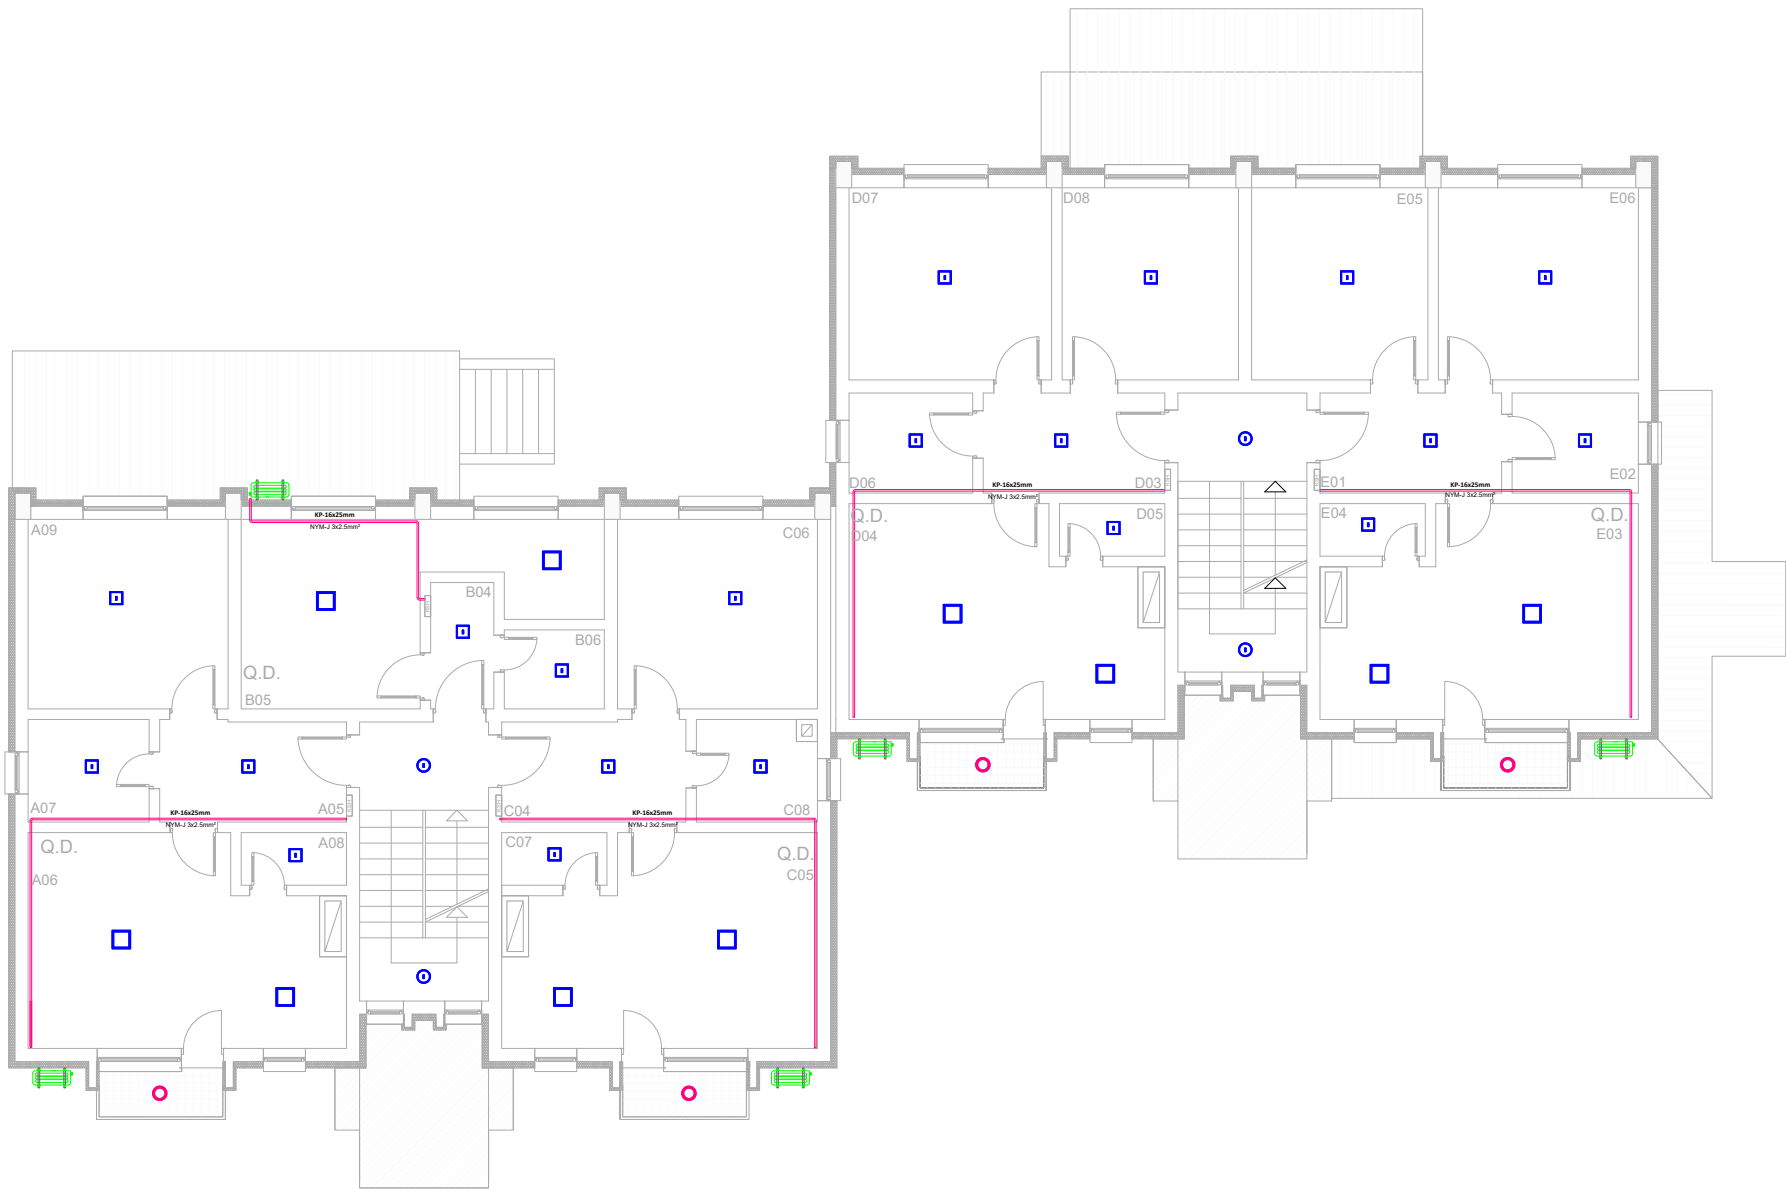 D07
D08
E05
E06
D06
KP-16x25mm
NYM-J 3x2.5mm²
D03
E01
KP-16x25mm
NYM-J 3x2.5mm²
E02
Q.D.
D04
D05
E04
Q.D.
E03
A09
KP-16x25mm
NYM-J 3x2.5mm²
C06
B04
B06
Q.D.
B05
A07
KP-16x25mm
NYM-J 3x2.5mm²
A05
C04
KP-16x25mm
NYM-J 3x2.5mm²
C08
Q.D.
A06
A08
C07
Q.D.
C05